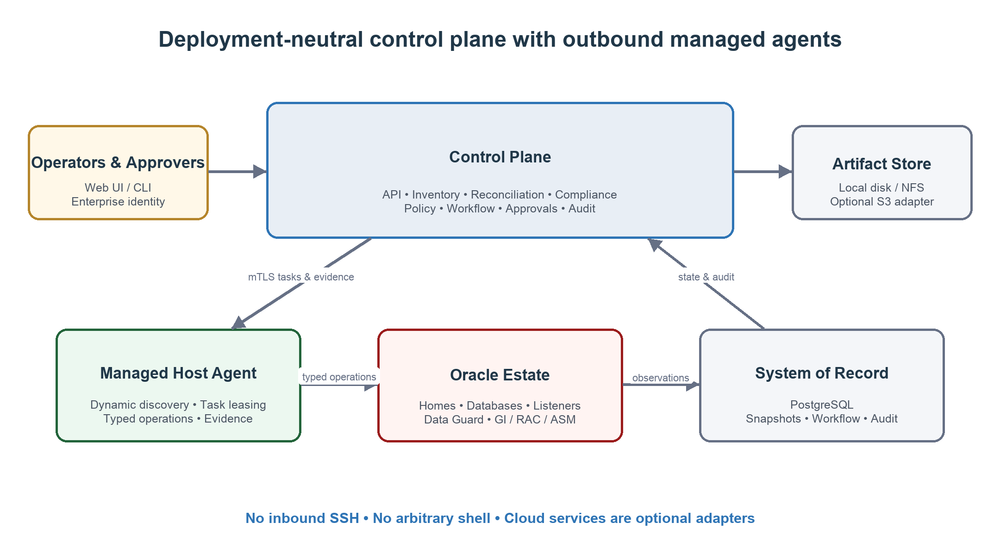 Deployment-neutral control plane with outbound managed agents
Operators & Approvers
Web UI / CLI
Enterprise identity
Control Plane
API • Inventory • Reconciliation • Compliance
Policy • Workflow • Approvals • Audit
Artifact Store
Local disk / NFS
Optional S3 adapter
mTLS tasks & evidence
state & audit
Managed Host Agent
Dynamic discovery • Task leasing
Typed operations • Evidence
typed operations
Oracle Estate
Homes • Databases • Listeners
Data Guard • GI / RAC / ASM
observations
System of Record
PostgreSQL
Snapshots • Workflow • Audit
No inbound SSH • No arbitrary shell • Cloud services are optional adapters